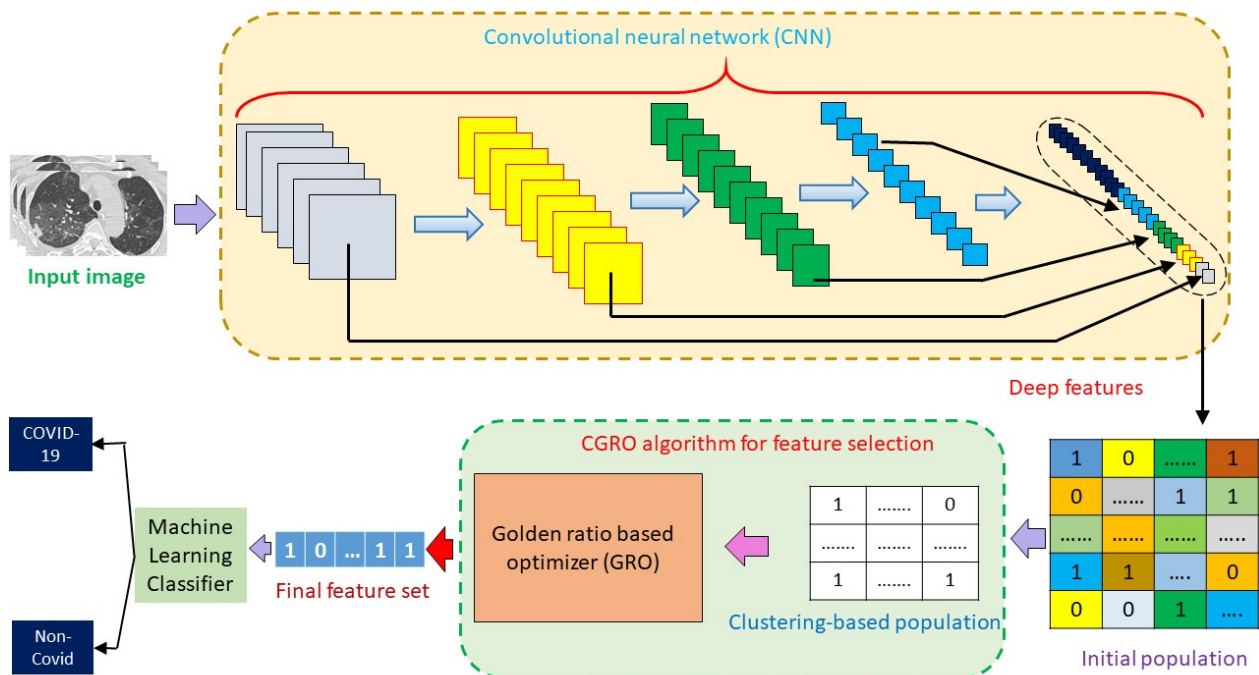 Convolutional neural network (CNN)
Input image
Deep features
COVID-
19
Machine
Learning
Classifier
Non-
Covid
1 0 ... 1 1
Final feature set
CGRO algorithm for feature selection
Golden ratio based
optimizer (GRO)
1 ....... 0
....... ....... .......
1 ....... 1
Clustering-based population
1 0 ...... 1
0 ...... 1 1
...... ...... ...... .....
1 1 .... 0
0 0 1 ....
Initial population